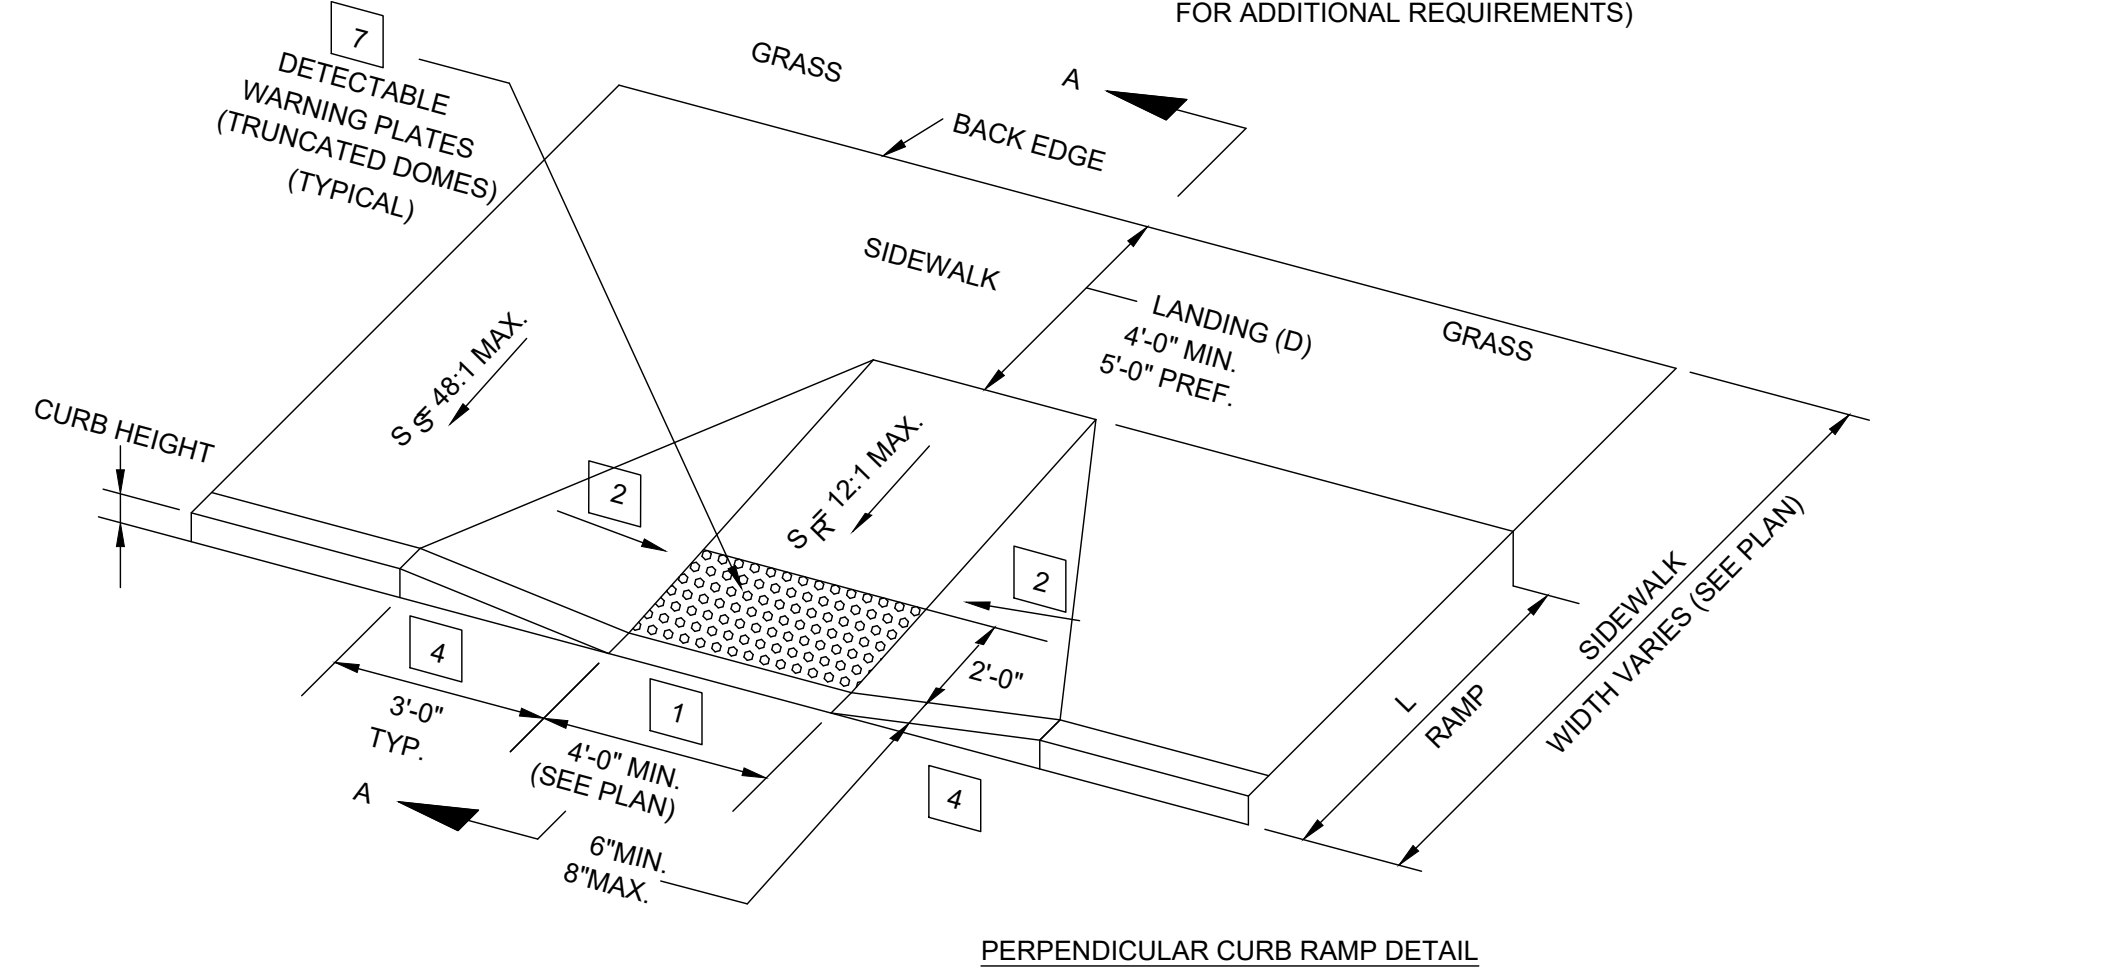 FOR ADDITIONAL REQUIREMENTS)
7
DETECTABLE
WARNING PLATES
(TRUNCATED DOMES)
(TYPICAL)
GRASS
A
BACK EDGE
SIDEWALK
LANDING (D)
4'-0" MIN.
5'-0" PREF.
GRASS
S S = 48:1 MAX.
CURB HEIGHT
2
S R = 12:1 MAX.
2
SIDEWALK
WIDTH VARIES (SEE PLAN)
L
RAMP
4
3'-0"
TYP.
1
4'-0" MIN.
(SEE PLAN)
2'-0"
4
A
6"MIN.
8"MAX.
PERPENDICULAR CURB RAMP DETAIL